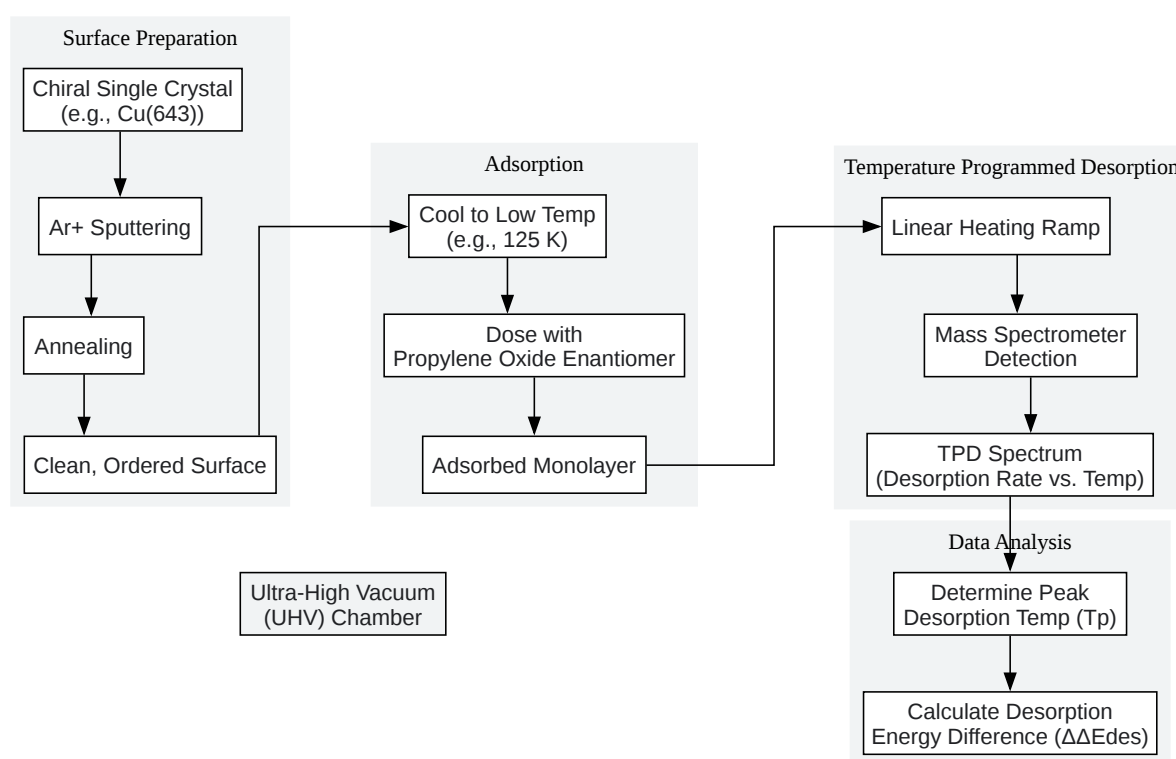 Surface Preparation
Chiral Single Crystal
(e.g., Cu(643))
Ar+ Sputtering
Annealing
Clean, Ordered Surface
Adsorption
Cool to Low Temp
(e.g., 125 K)
Dose with
Propylene Oxide Enantiomer
Adsorbed Monolayer
Temperature Programmed Desorption
Linear Heating Ramp
Mass Spectrometer
Detection
TPD Spectrum
(Desorption Rate vs. Temp)
Data Analysis
Determine Peak
Desorption Temp (Tp)
Calculate Desorption
Energy Difference (ΔΔEdes)
Ultra-High Vacuum
(UHV) Chamber